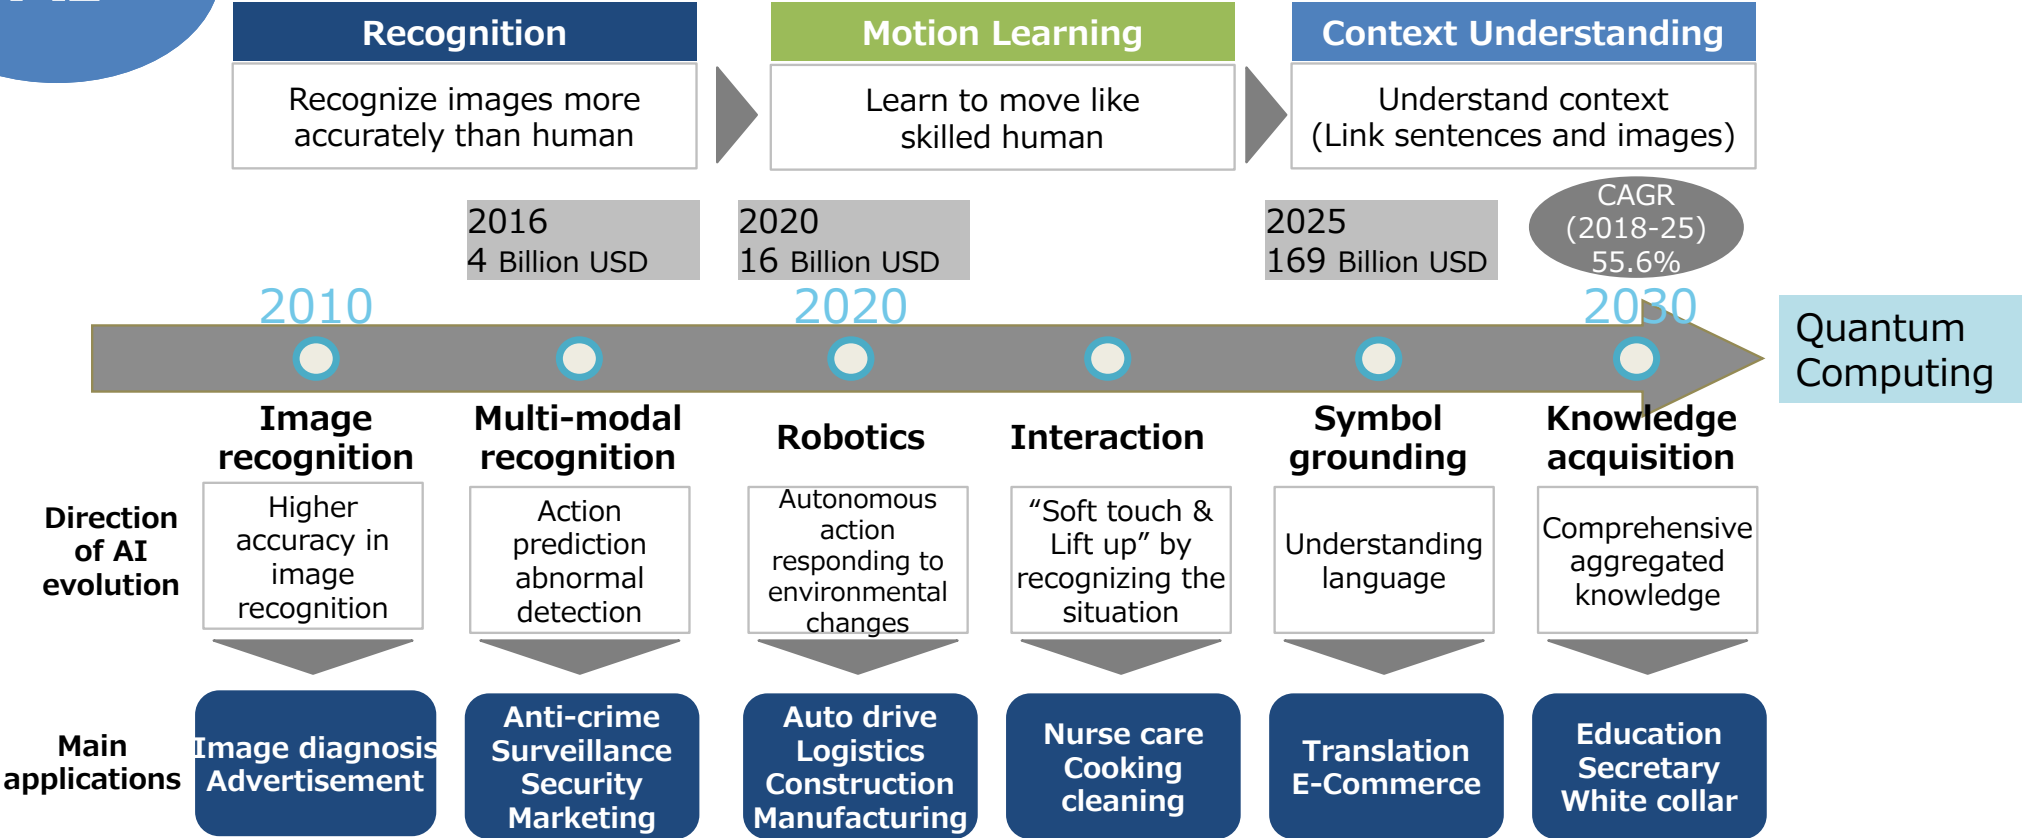 Recognition
Recognize images more
accurately than human
Motion Learning
Learn to move like
skilled human
Context Understanding
Understand context
(Link sentences and images)
2016
4 Billion USD
2020
16 Billion USD
2025
169 Billion USD
CAGR
(2018-25)
55.6%
2010
2020
2030
Quantum
Computing
Image
recognition
Multi-modal
recognition
Robotics
Interaction
Symbol
grounding
Knowledge
acquisition
Direction
of AI
evolution
Higher
accuracy in
image
recognition
Action
prediction
abnormal
detection
Autonomous
action
responding to
environmental
changes
“Soft touch &
Lift up” by
recognizing the
situation
Understanding
language
Comprehensive
aggregated
knowledge
Main
applications
Image diagnosis
Advertisement
Anti-crime
Surveillance
Security
Marketing
Auto drive
Logistics
Construction
Manufacturing
Nurse care
Cooking
cleaning
Translation
E-Commerce
Education
Secretary
White collar